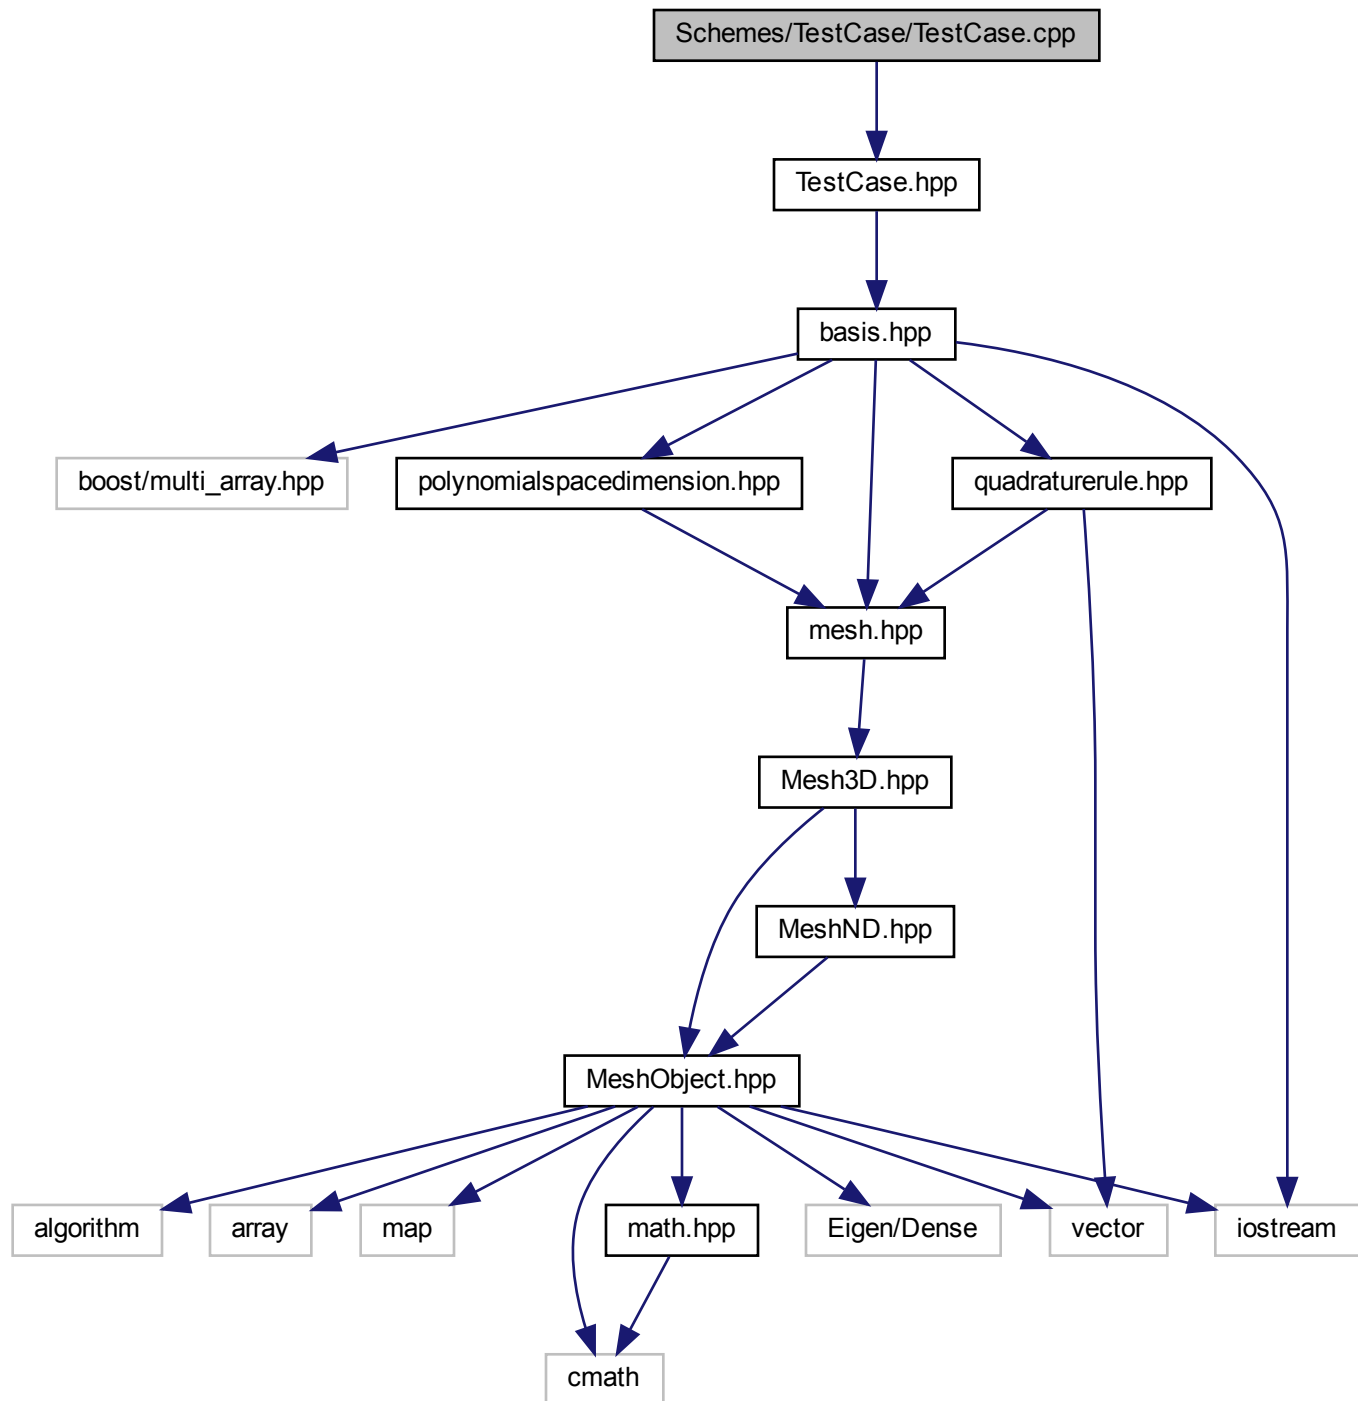 Schemes/TestCase/TestCase.cpp
TestCase.hpp
basis.hpp
boost/multi_array.hpp
polynomialspacedimension.hpp
quadraturerule.hpp
mesh.hpp
Mesh3D.hpp
MeshND.hpp
MeshObject.hpp
algorithm
array
map
math.hpp
Eigen/Dense
vector
iostream
cmath